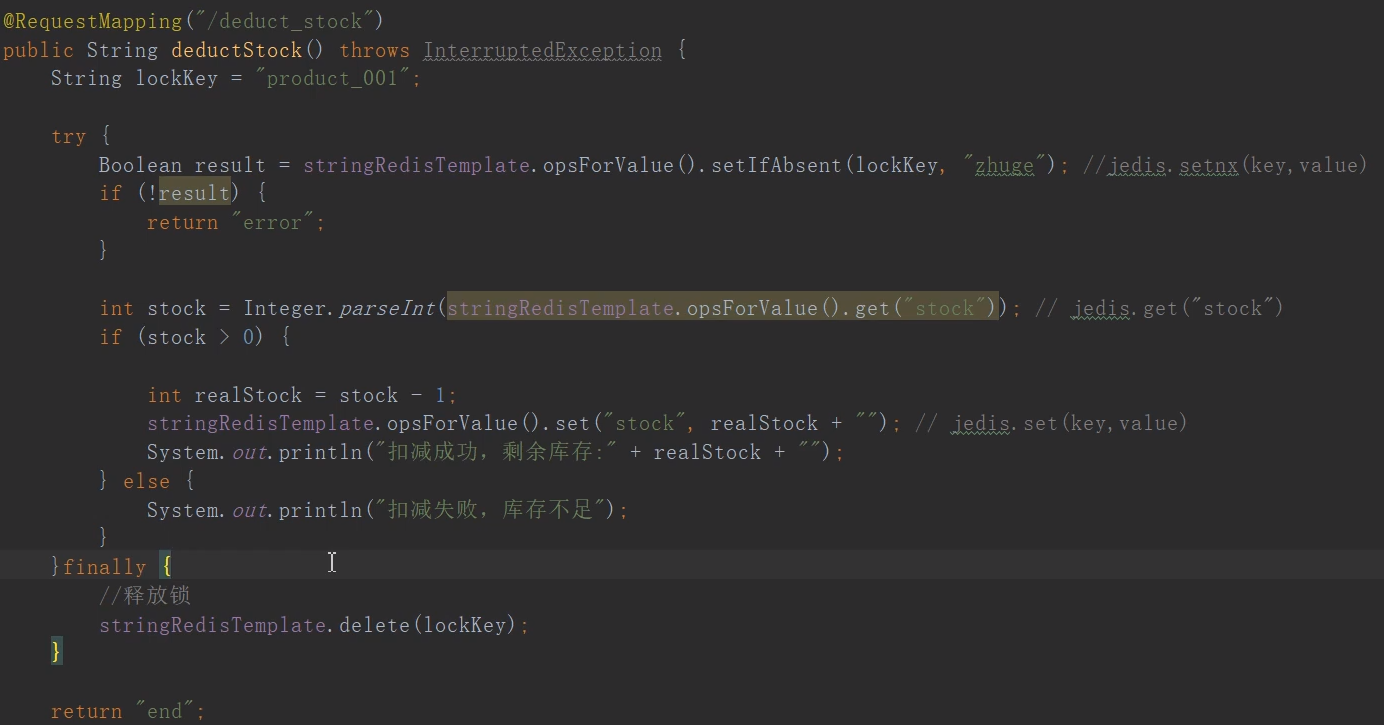 @RequestMapping("/deduct_stock")
public String deductStock() throws InterruptedException {
    String lockKey = "product_001";
    try {
        Boolean result = stringRedisTemplate.opsForValue().setIfAbsent(lockKey, "zhuge"); //jedis.setnx(key,value)
        if (!result) {
            return "error";
        }
        int stock = Integer.parseInt(stringRedisTemplate.opsForValue().get("stock")); // jedis.get("stock")
        if (stock > 0) {
            int realStock = stock - 1;
            stringRedisTemplate.opsForValue().set("stock", realStock + ""); // jedis.set(key,value)
            System.out.println("扣减成功，剩余库存:" + realStock + "");
        } else {
            System.out.println("扣减失败，库存不足");
        }
    }finally {
        //释放锁
        stringRedisTemplate.delete(lockKey);
    }
    return "end";